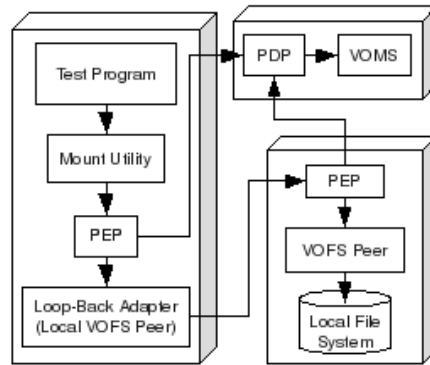 Test Program
Mount Utility
PEP
Loop-Back Adapter
(Local VOFS Peer)
PDP
VOMS
PEP
VOFS Peer
Local File
System